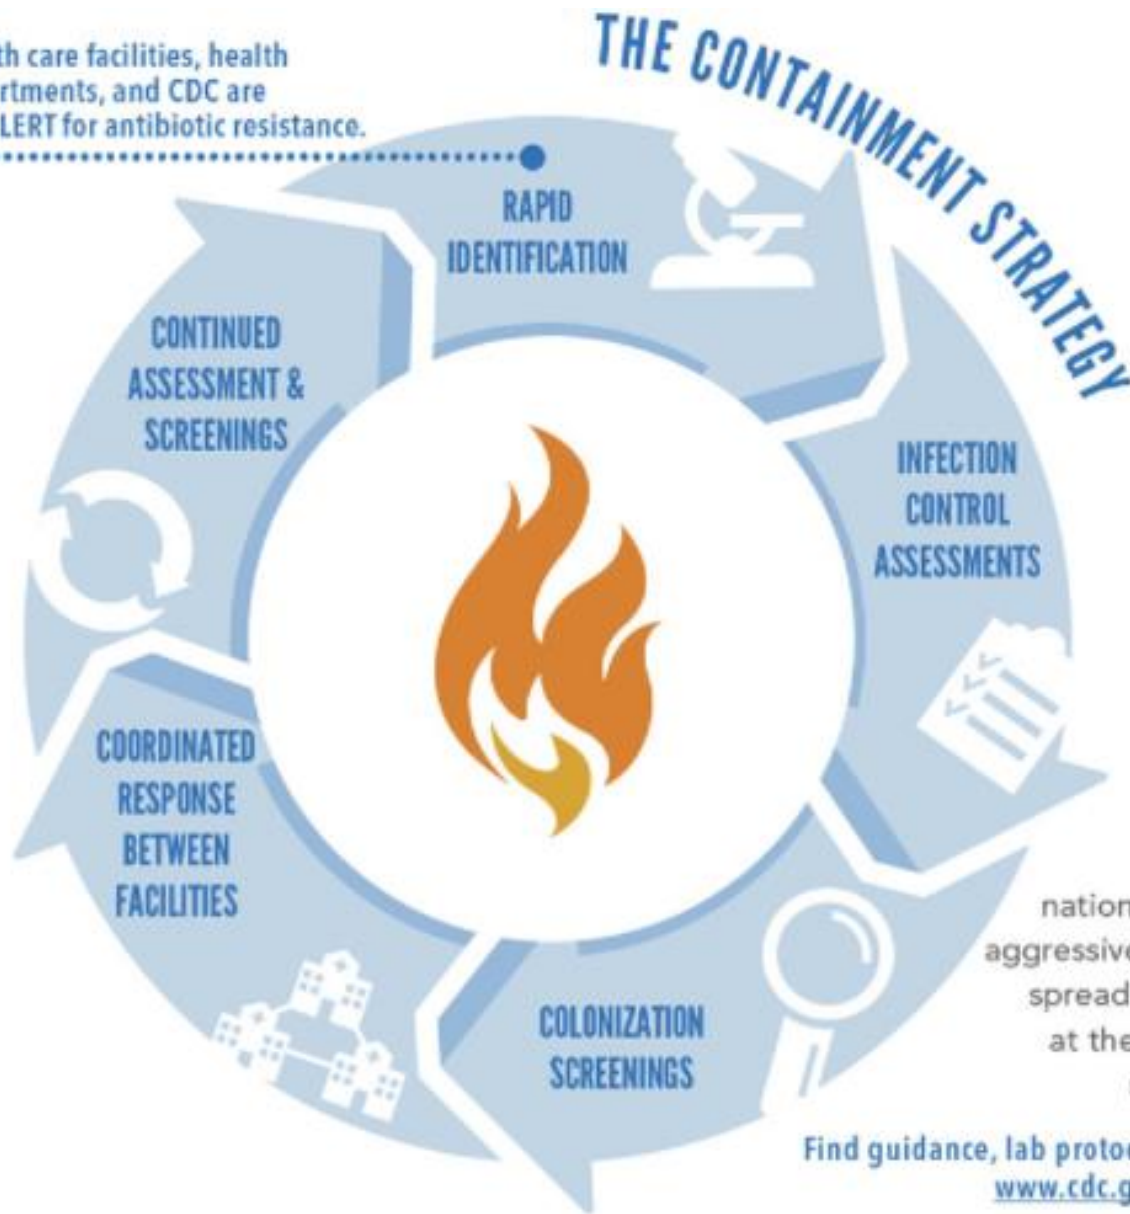 th care facilities, health
rtments, and CDC are
LERT for antibiotic resistance.
THE CONTAINMENT STRATEGY
RAPID
IDENTIFICATION
INFECTION
CONTROL
ASSESSMENTS
COLONIZATION
SCREENINGS
COORDINATED
RESPONSE
BETWEEN
FACILITIES
CONTINUED
ASSESSMENT &
SCREENINGS
nation
aggressive
spread
at the
Find guidance, lab proto
www.cdc.g